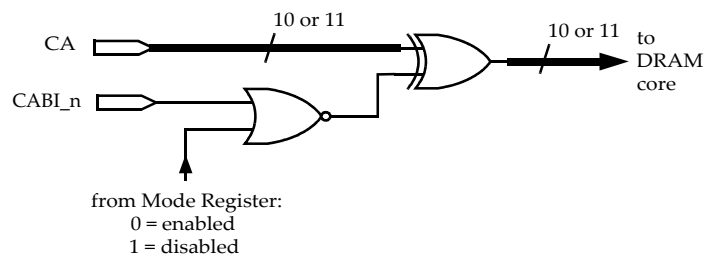 10 or 11
CA
10 or 11
to
DRAM
core
CABI_n
from Mode Register:
0 = enabled
1 = disabled